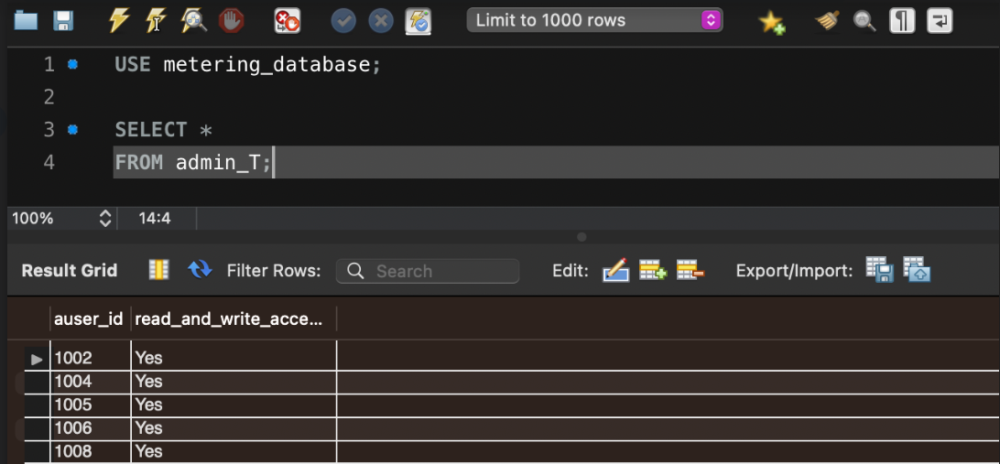 Limit to 1000 rows
1 USE metering_database;
2
3 SELECT *
4 FROM admin_T;
100% 14:4
Result Grid Filter Rows: Search Edit: Export/Import:
auser_id read_and_write_acce...
1002 Yes
1004 Yes
1005 Yes
1006 Yes
1008 Yes